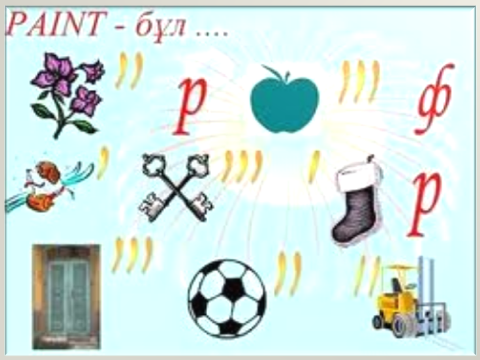 PAINT - бұл ....
,, р ,,, ф
, ,,, , р
,,, ,, ,,